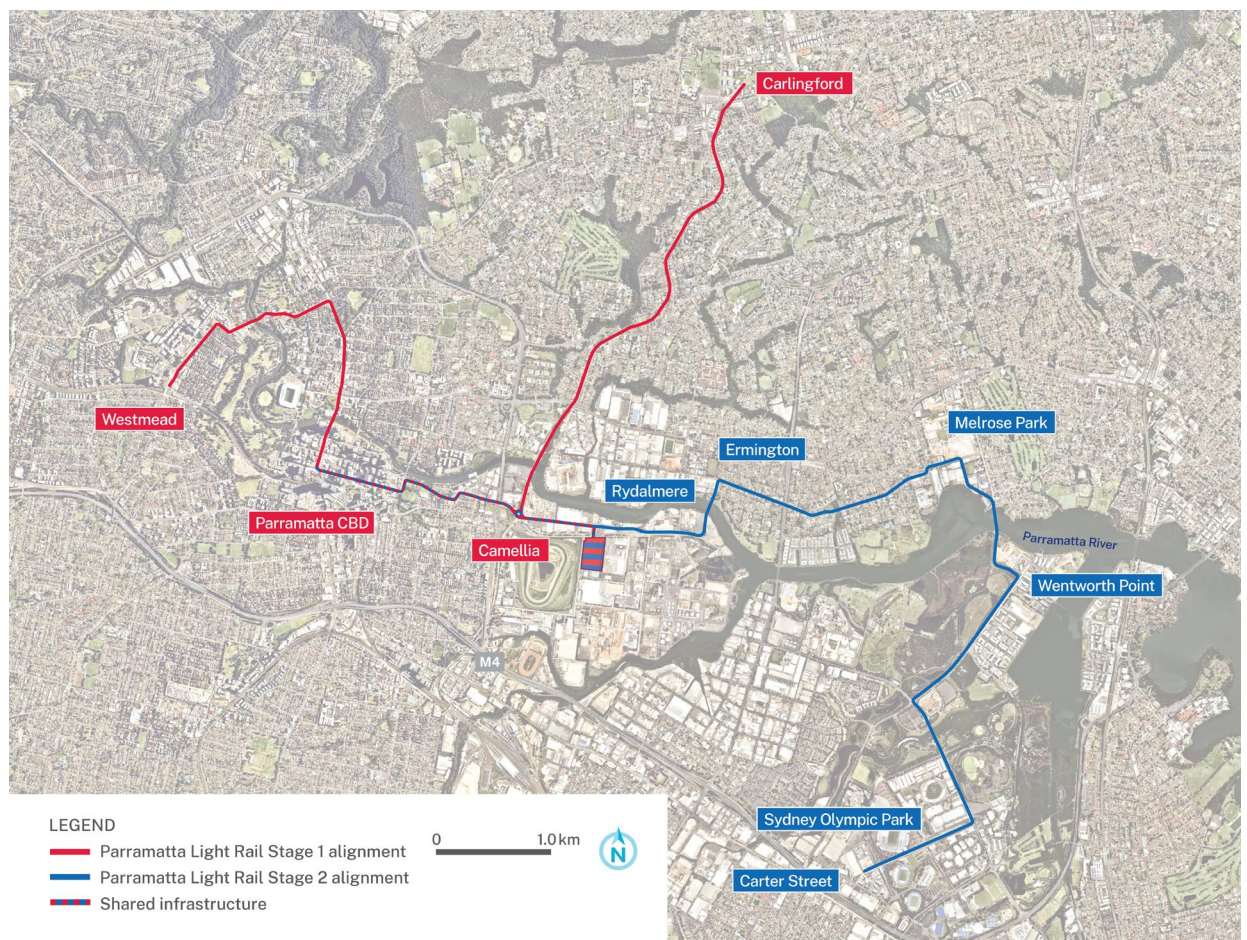 Carlingford
Westmead
Melrose Park
Ermington
Rydalmere
Parramatta CBD
Camellia
Parramatta River
Wentworth Point
M4
Sydney Olympic Park
Carter Street
LEGEND
Parramatta Light Rail Stage 1 alignment
Parramatta Light Rail Stage 2 alignment
Shared infrastructure
0 1.0 km
N